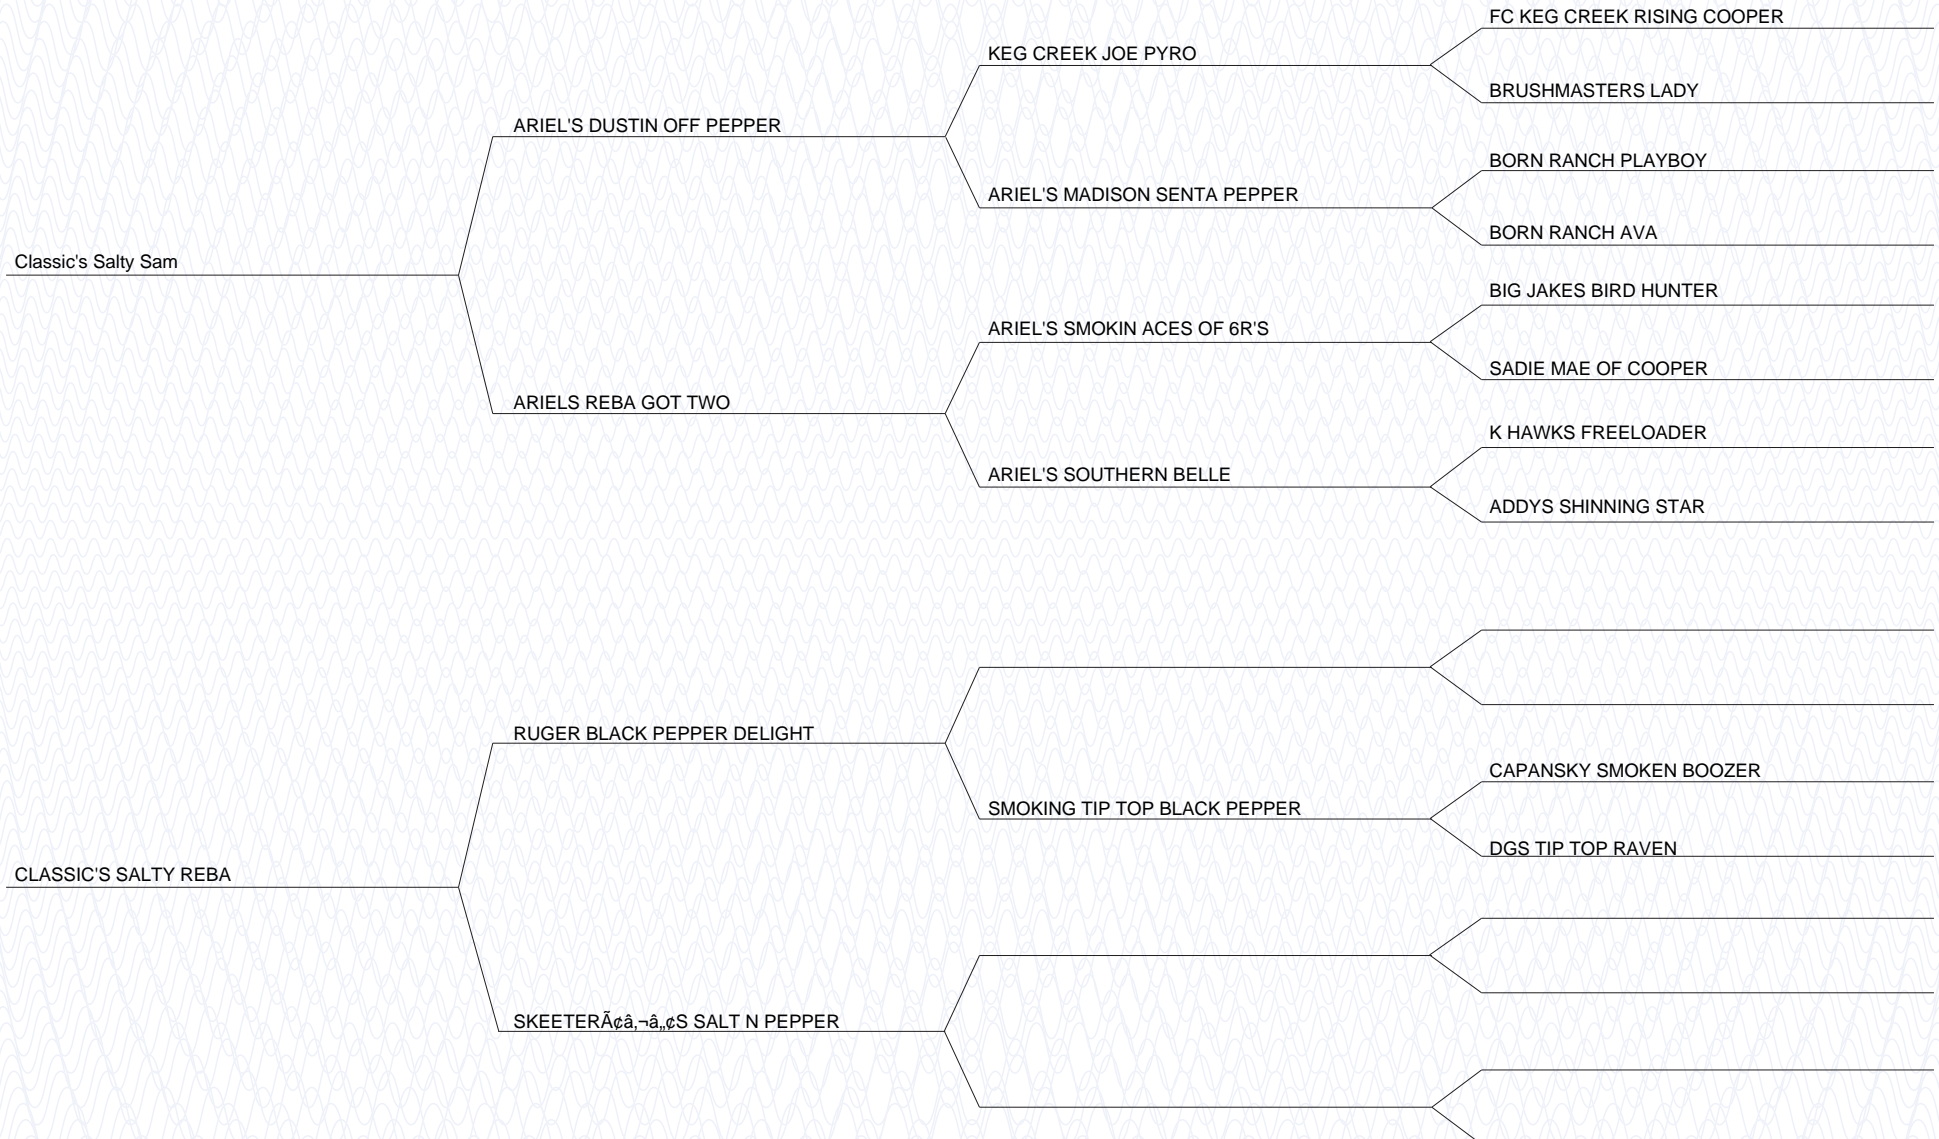 FC KEG CREEK RISING COOPER
KEG CREEK JOE PYRO
BRUSHMASTERS LADY
ARIEL'S DUSTIN OFF PEPPER
BORN RANCH PLAYBOY
ARIEL'S MADISON SENTA PEPPER
BORN RANCH AVA
Classic's Salty Sam
BIG JAKES BIRD HUNTER
ARIEL'S SMOKIN ACES OF 6R'S
SADIE MAE OF COOPER
ARIELS REBA GOT TWO
K HAWKS FREELOADER
ARIEL'S SOUTHERN BELLE
ADDYS SHINNING STAR
RUGER BLACK PEPPER DELIGHT
CAPANSKY SMOKEN BOOZER
SMOKING TIP TOP BLACK PEPPER
DGS TIP TOP RAVEN
CLASSIC'S SALTY REBA
SKEETERÃ¢â‚¬â„¢S SALT N PEPPER